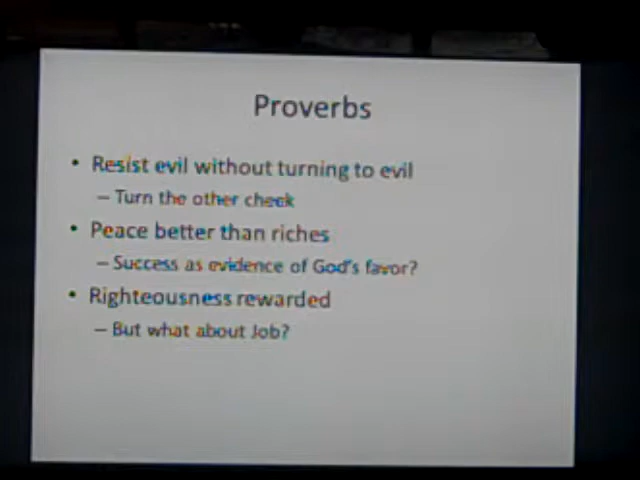 Proverbs
• Resist evil without turning to evil
– Turn the other check
• Peace better than riches
– Success as evidence of God's favor?
• Righteousness rewarded
– But what about Job?